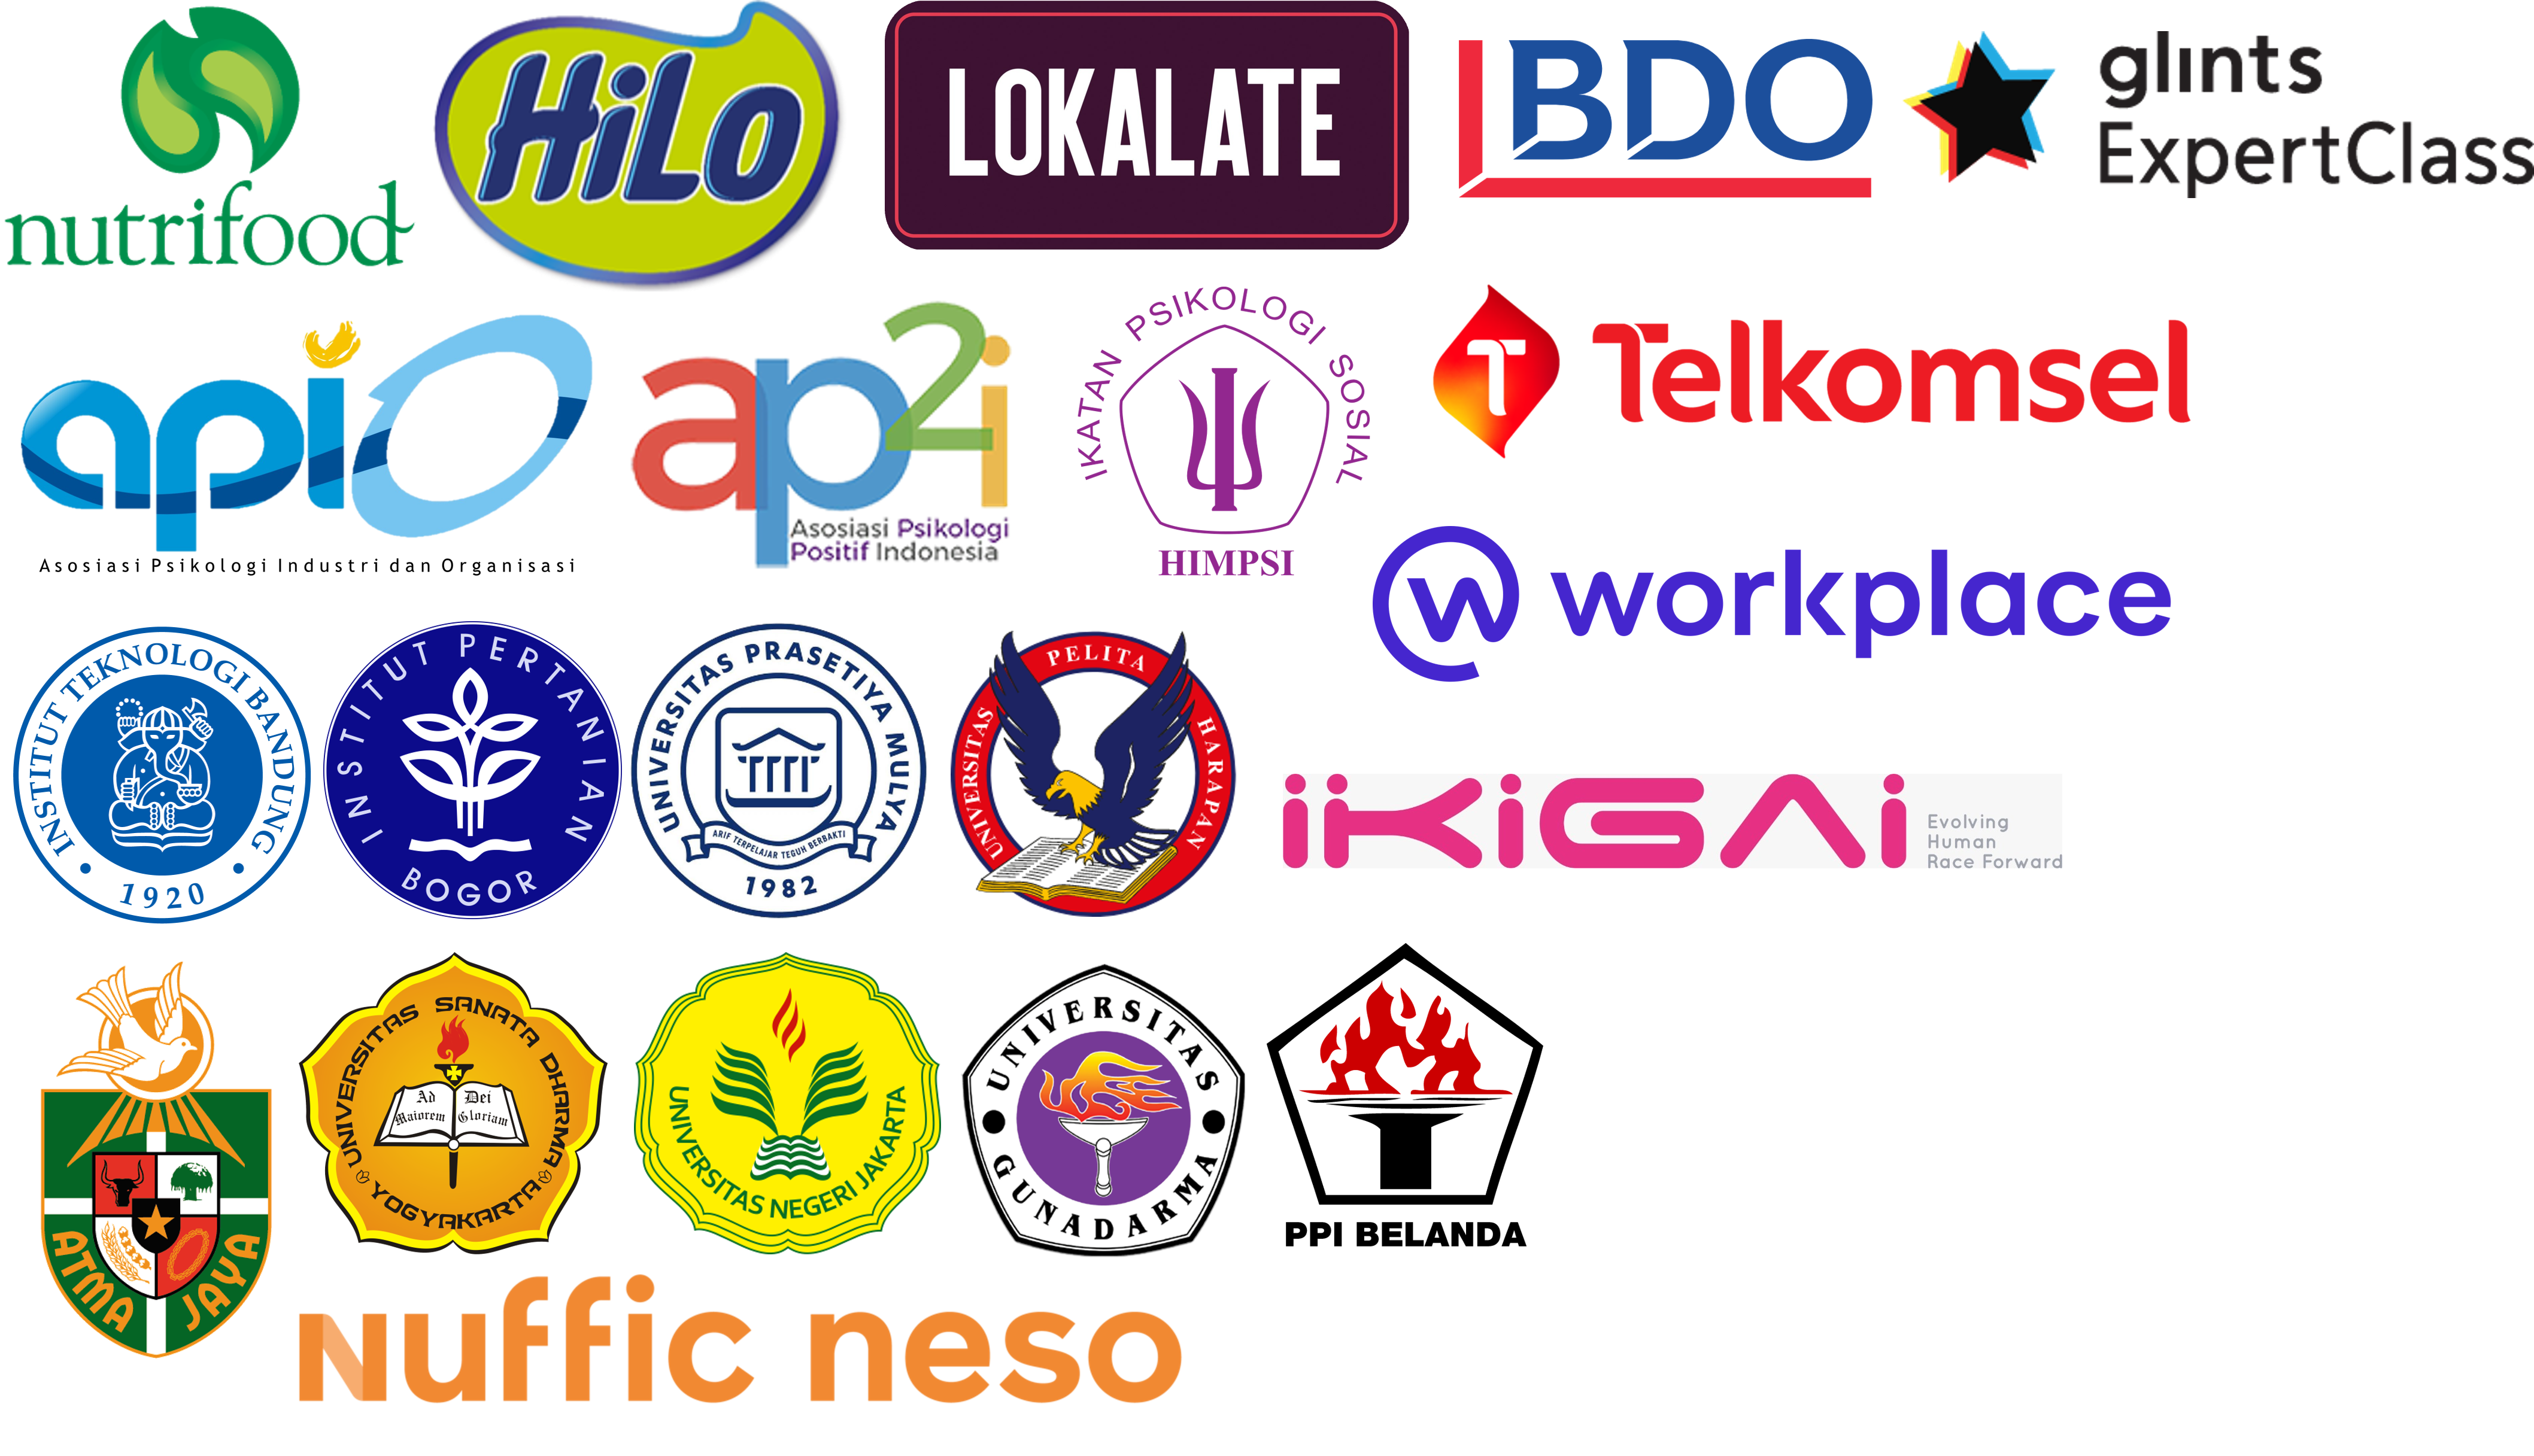 nutrifood
HiLo
LOKALATE
BDO
glints
ExpertClass
apio
Asosiasi Psikologi Industri dan Organisasi
ap2i
Asosiasi Psikologi
Positif Indonesia
IKATAN PSIKOLOGI SOSIAL
HIMPSI
T
Telkomsel
w workplace
INSTITUT TEKNOLOGI BANDUNG
• 1920 •
INSTITUT PERTANIAN
BOGOR
UNIVERSITAS PRASETIYA MULYA
ARIF TERPELAJAR TEGUH BERBAKTI
1982
UNIVERSITAS PELITA HARAPAN
iKiGAi
Evolving
Human
Race Forward
ATMA JAYA
UNIVERSITAS SANATA DHARMA
Ad Dei
Maiorem Gloriam
YOGYAKARTA
UNIVERSITAS NEGERI JAKARTA
UNIVERSITAS
• GUNADARMA •
PPI BELANDA
Nuffic neso